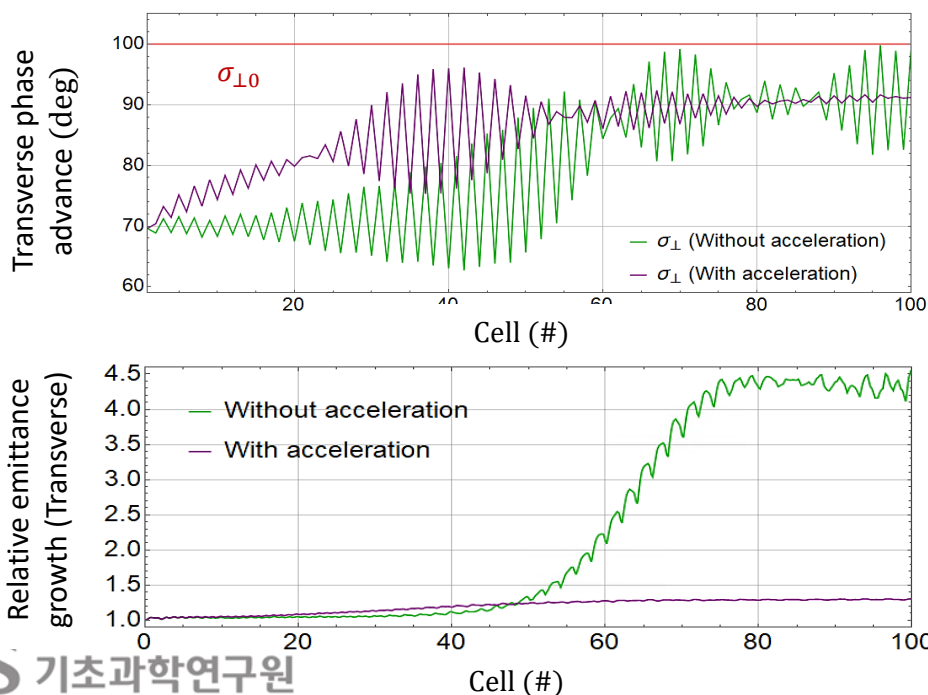 100
90
80
70
60
Transverse phase
advance (deg)
σ⊥0
σ⊥ (Without acceleration)
σ⊥ (With acceleration)
20 40 60 80 100
Cell (#)
4.5
4.0
3.5
3.0
2.5
2.0
1.5
1.0
Relative emittance
growth (Transverse)
Without acceleration
With acceleration
0 20 40 60 80 100
기초과학연구원
Cell (#)